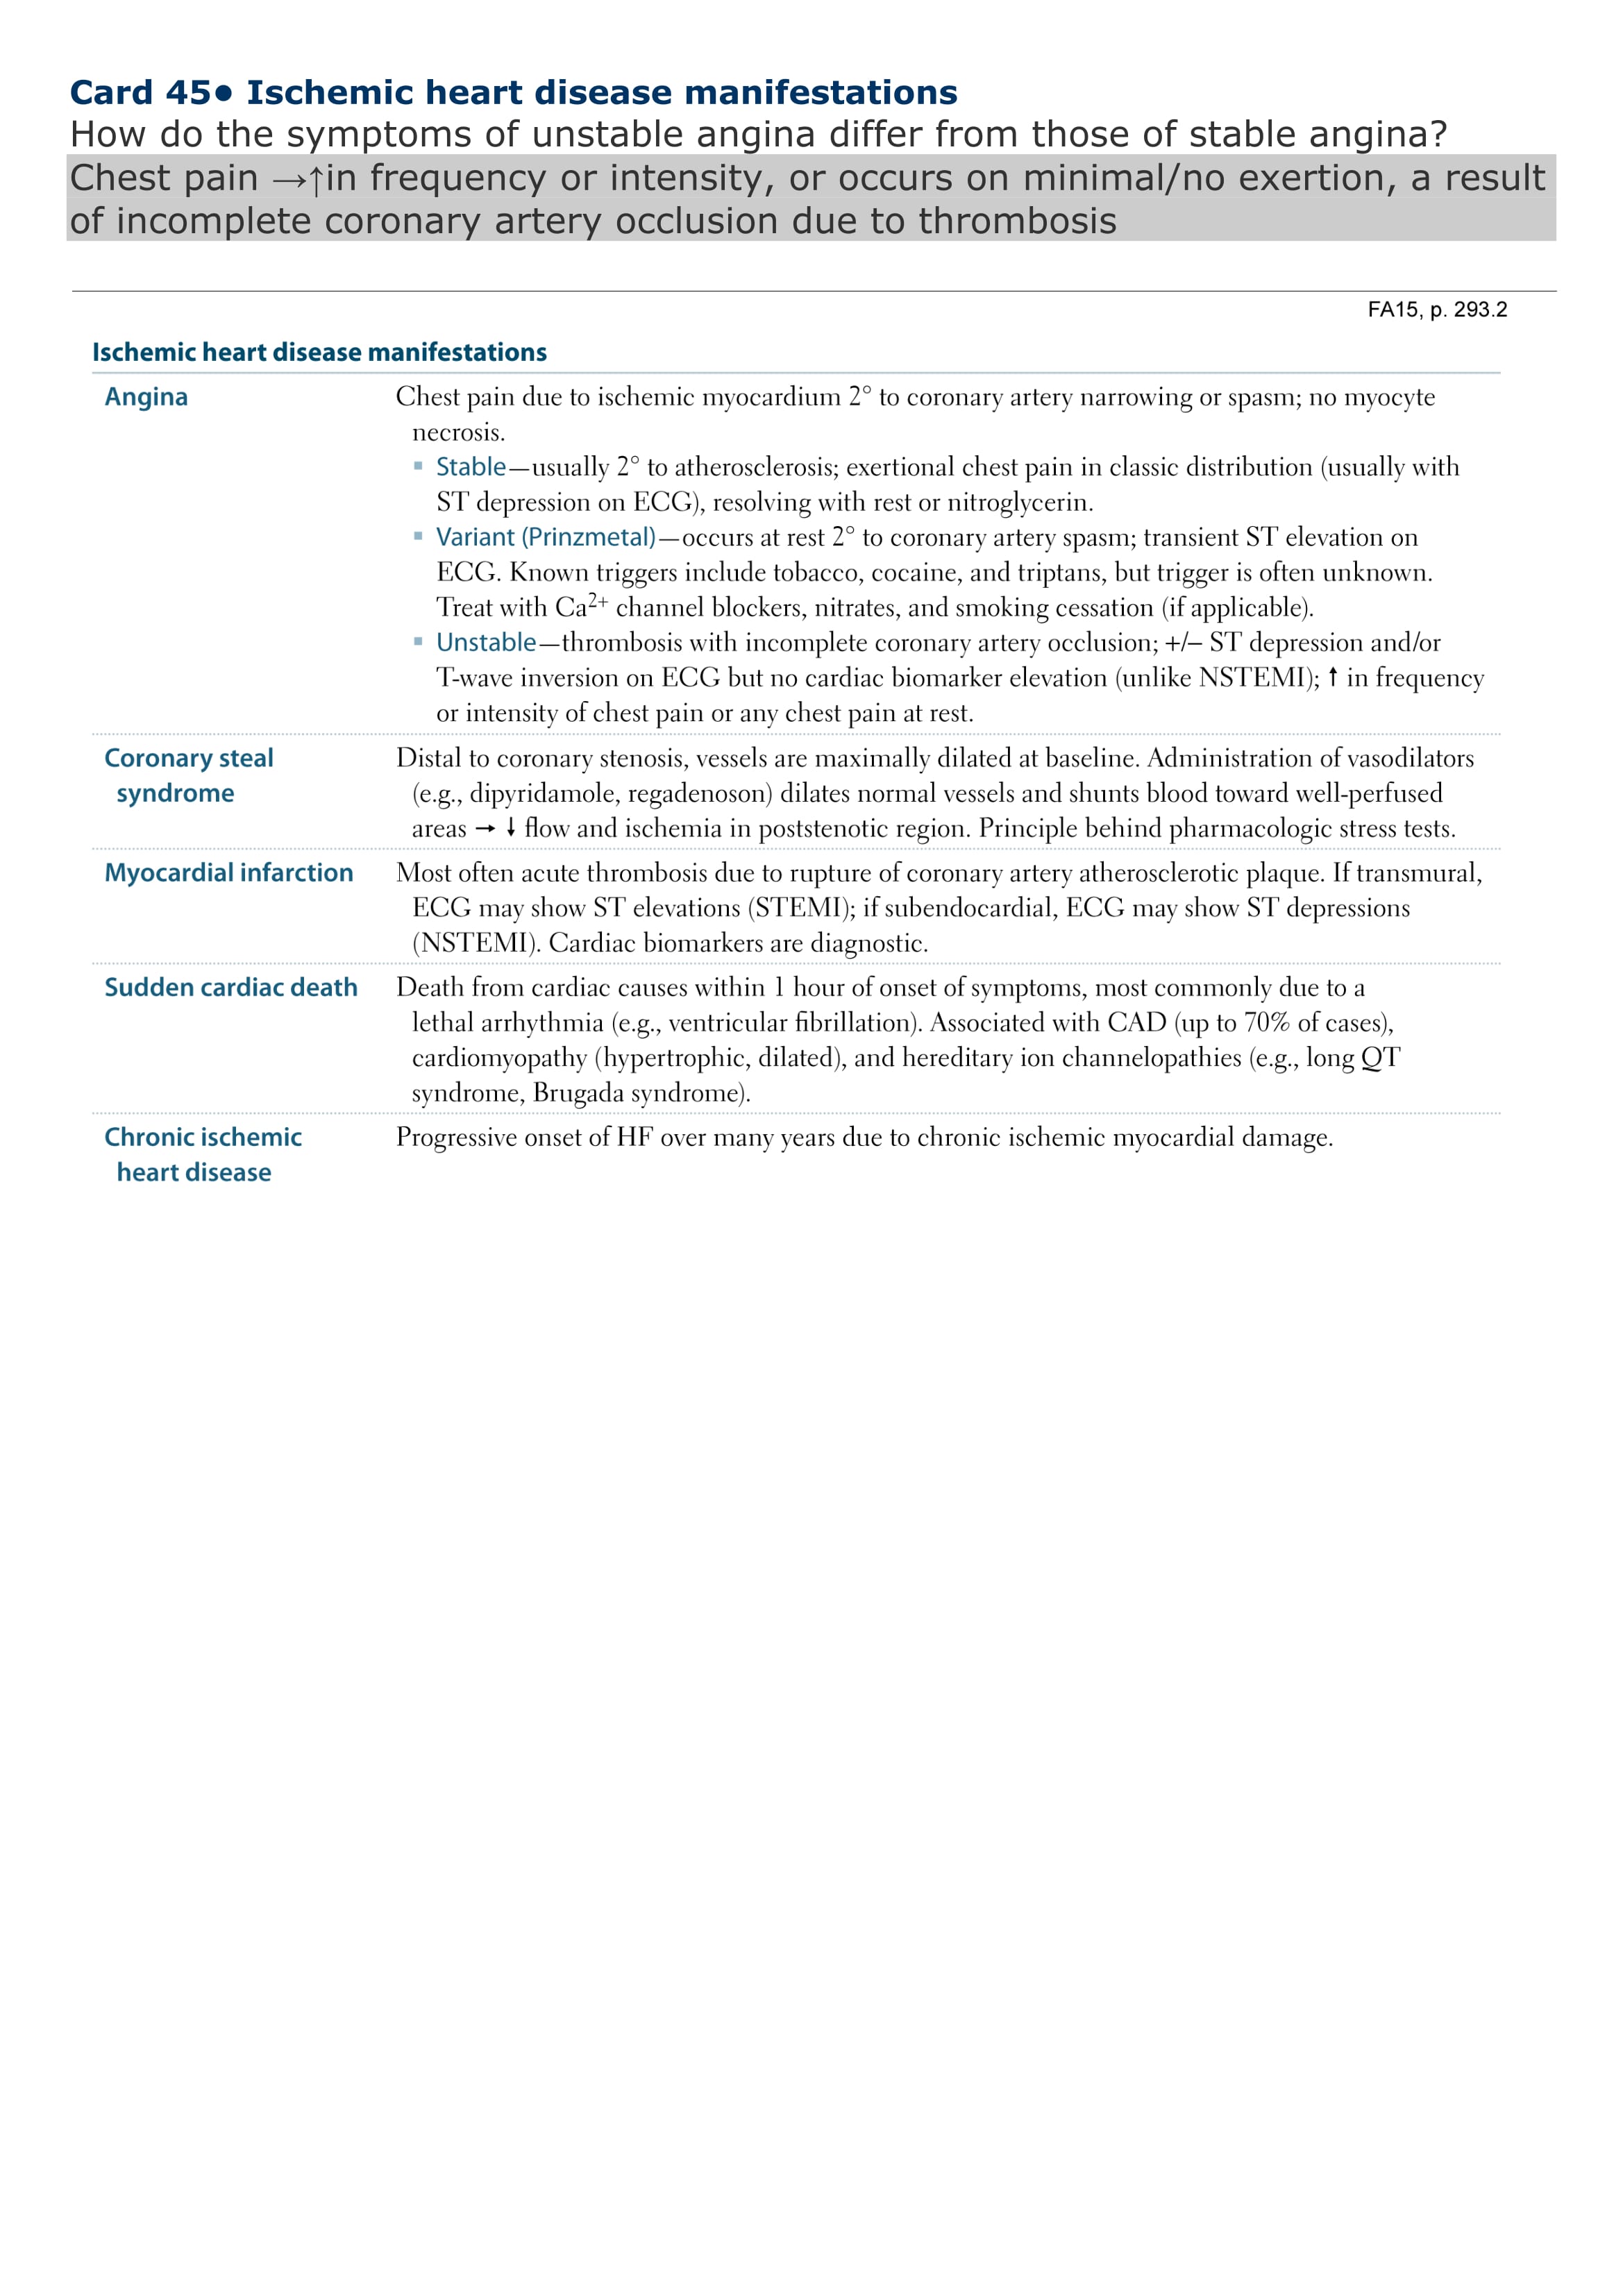 Card 45● Ischemic heart disease manifestations
How do the symptoms of unstable angina differ from those of stable angina?
Chest pain →↑in frequency or intensity, or occurs on minimal/no exertion, a result
of incomplete coronary artery occlusion due to thrombosis
FA15, p. 293.2
Ischemic heart disease manifestations
Angina
Chest pain due to ischemic myocardium 2° to coronary artery narrowing or spasm; no myocyte
necrosis.
▪ Stable—usually 2° to atherosclerosis; exertional chest pain in classic distribution (usually with
ST depression on ECG), resolving with rest or nitroglycerin.
▪ Variant (Prinzmetal)—occurs at rest 2° to coronary artery spasm; transient ST elevation on
ECG. Known triggers include tobacco, cocaine, and triptans, but trigger is often unknown.
Treat with Ca2+ channel blockers, nitrates, and smoking cessation (if applicable).
▪ Unstable—thrombosis with incomplete coronary artery occlusion; +/– ST depression and/or
T-wave inversion on ECG but no cardiac biomarker elevation (unlike NSTEMI); ↑ in frequency
or intensity of chest pain or any chest pain at rest.
Coronary steal
syndrome
Distal to coronary stenosis, vessels are maximally dilated at baseline. Administration of vasodilators
(e.g., dipyridamole, regadenoson) dilates normal vessels and shunts blood toward well-perfused
areas → ↓ flow and ischemia in poststenotic region. Principle behind pharmacologic stress tests.
Myocardial infarction
Most often acute thrombosis due to rupture of coronary artery atherosclerotic plaque. If transmural,
ECG may show ST elevations (STEMI); if subendocardial, ECG may show ST depressions
(NSTEMI). Cardiac biomarkers are diagnostic.
Sudden cardiac death
Death from cardiac causes within 1 hour of onset of symptoms, most commonly due to a
lethal arrhythmia (e.g., ventricular fibrillation). Associated with CAD (up to 70% of cases),
cardiomyopathy (hypertrophic, dilated), and hereditary ion channelopathies (e.g., long QT
syndrome, Brugada syndrome).
Chronic ischemic
heart disease
Progressive onset of HF over many years due to chronic ischemic myocardial damage.